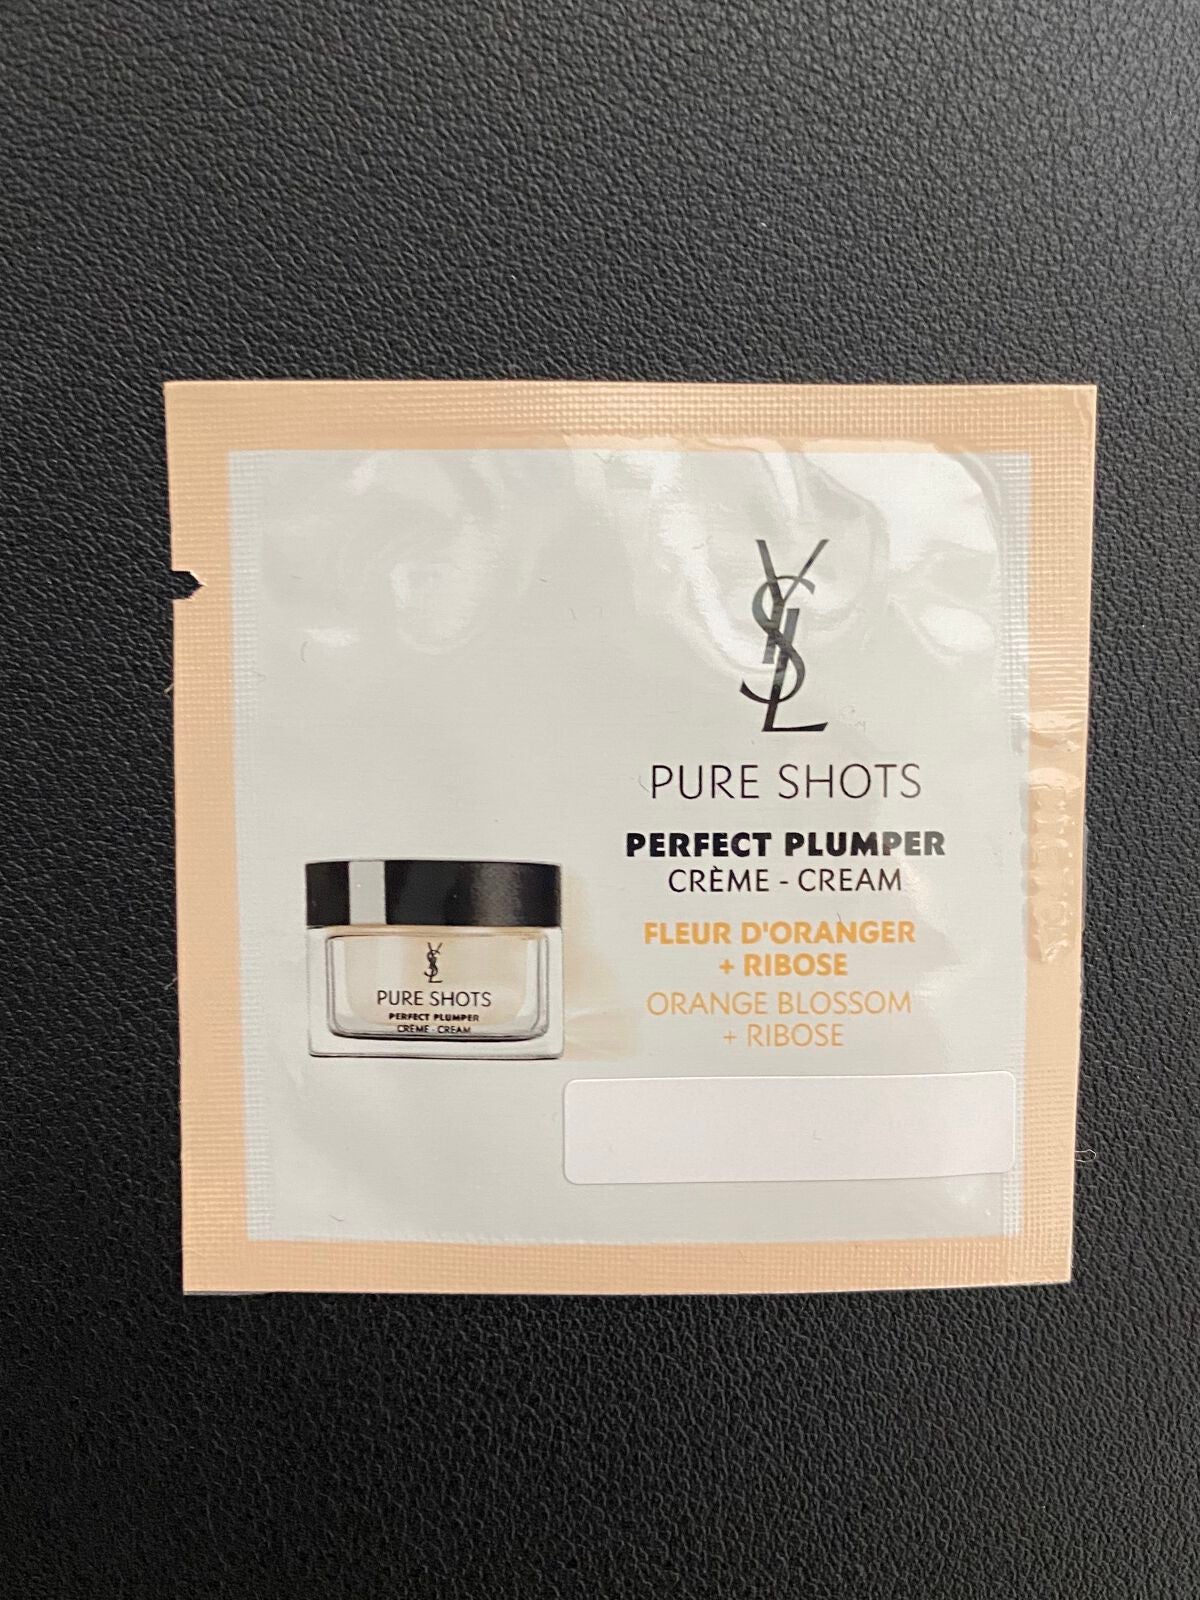 YSL
PURE SHOTS
PERFECT PLUMPER
CRÈME - CREAM
FLEUR D'ORANGER
+ RIBOSE
ORANGE BLOSSOM
+ RIBOSE
YSL
PURE SHOTS
PERFECT PLUMPER
CRÈME - CREAM